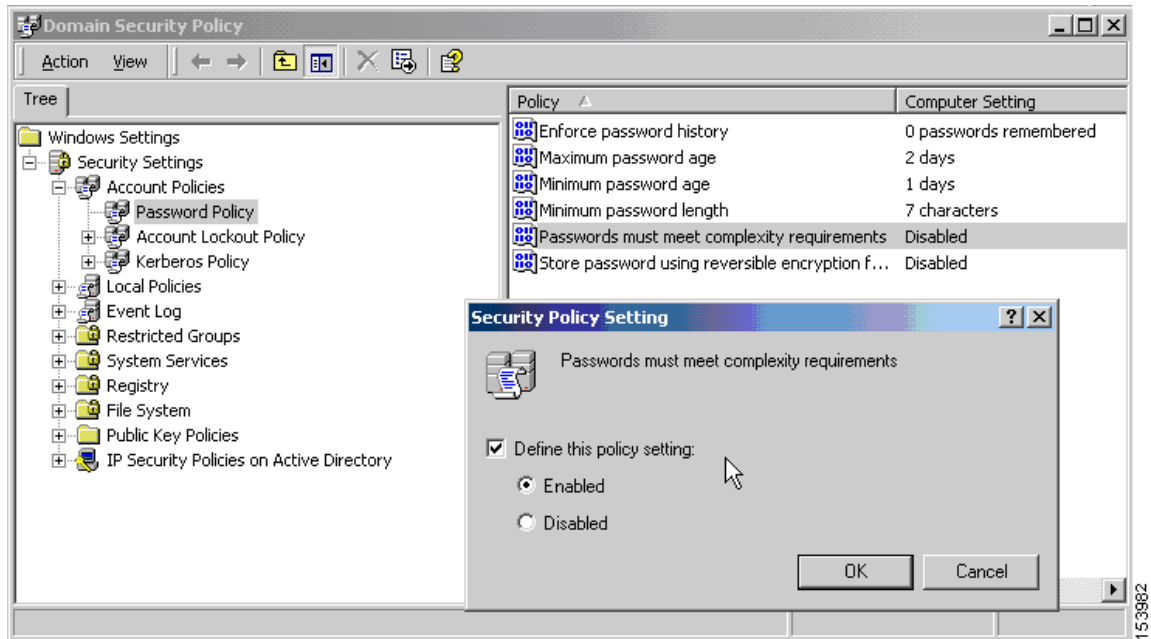 Domain Security Policy
Action View
Tree
Policy Computer Setting
Windows Settings
Security Settings
Account Policies
Password Policy
Account Lockout Policy
Kerberos Policy
Local Policies
Event Log
Restricted Groups
System Services
Registry
File System
Public Key Policies
IP Security Policies on Active Directory
Enforce password history 0 passwords remembered
Maximum password age 2 days
Minimum password age 1 days
Minimum password length 7 characters
Passwords must meet complexity requirements Disabled
Store password using reversible encryption f... Disabled
Security Policy Setting
Passwords must meet complexity requirements
Define this policy setting:
Enabled
Disabled
OK Cancel
153982